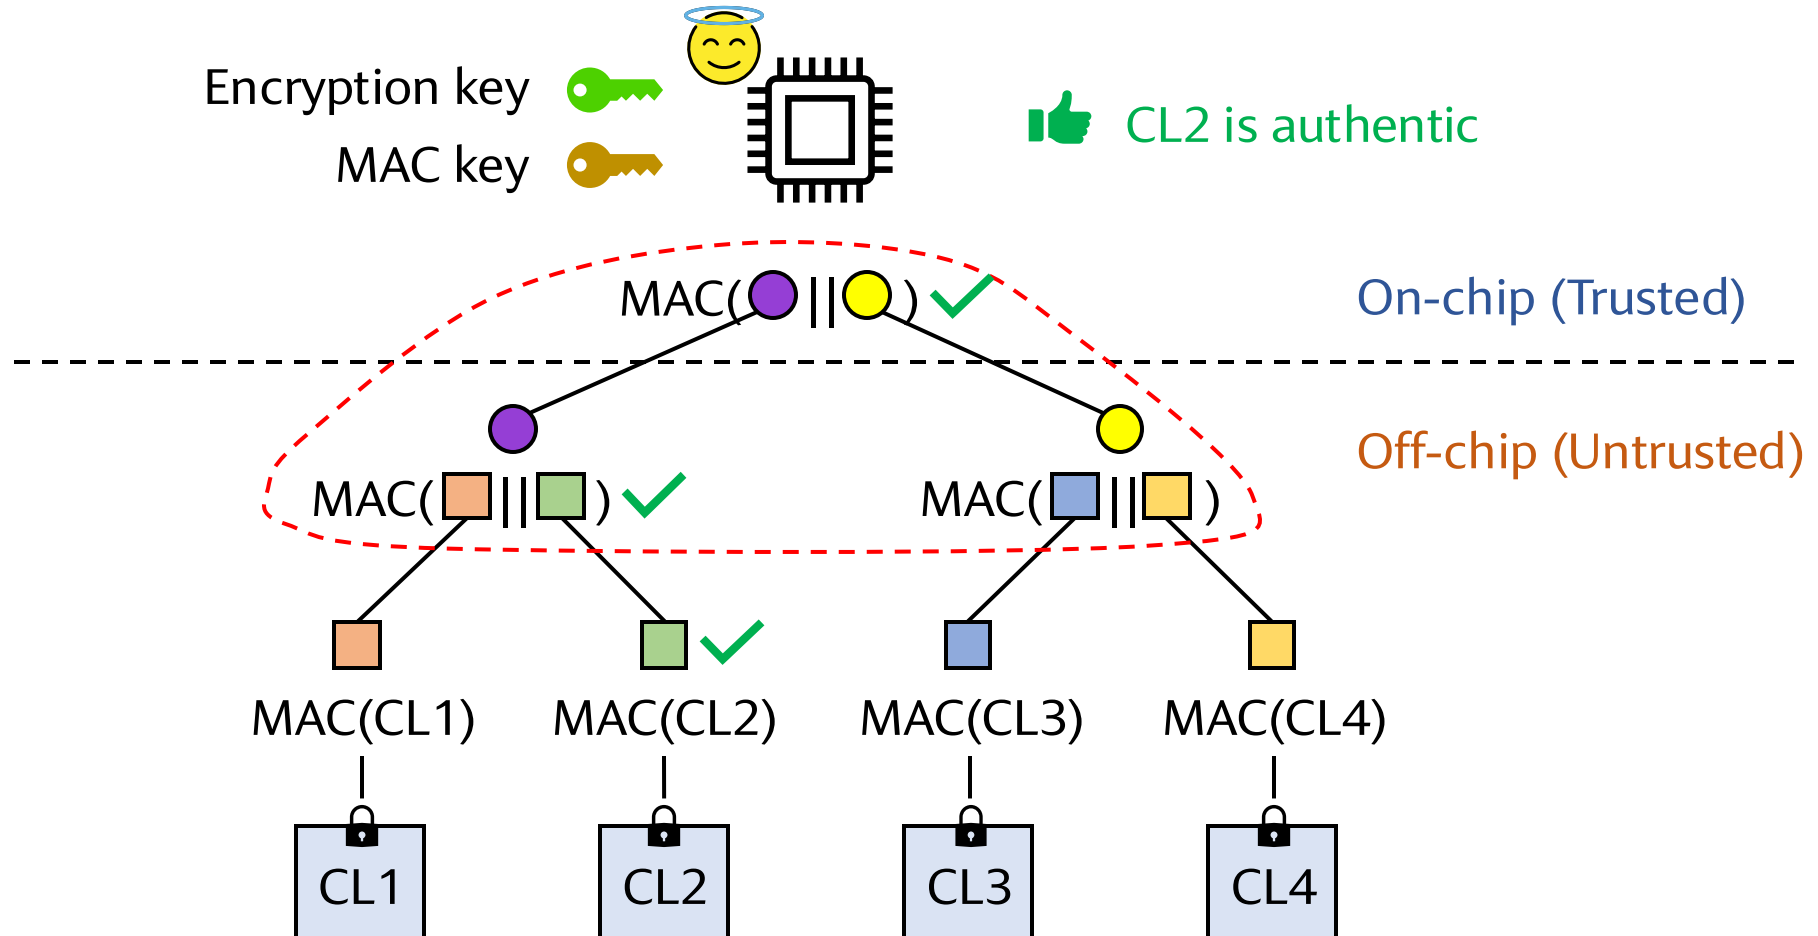 Encryption key
MAC key
CL2 is authentic
MAC( || )
On-chip (Trusted)
Off-chip (Untrusted)
MAC( || )
MAC( || )
MAC(CL1)
MAC(CL2)
MAC(CL3)
MAC(CL4)
CL1
CL2
CL3
CL4